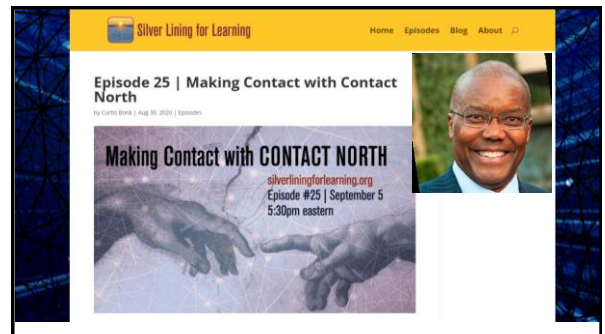 Silver Lining for Learning
Home Episodes Blog About
Episode 25 | Making Contact with Contact
North
by Curtis Bonk | Aug 30, 2020 | Episodes
Making Contact with CONTACT NORTH
silverliningforlearning.org
Episode #25 | September 5
5:30pm eastern